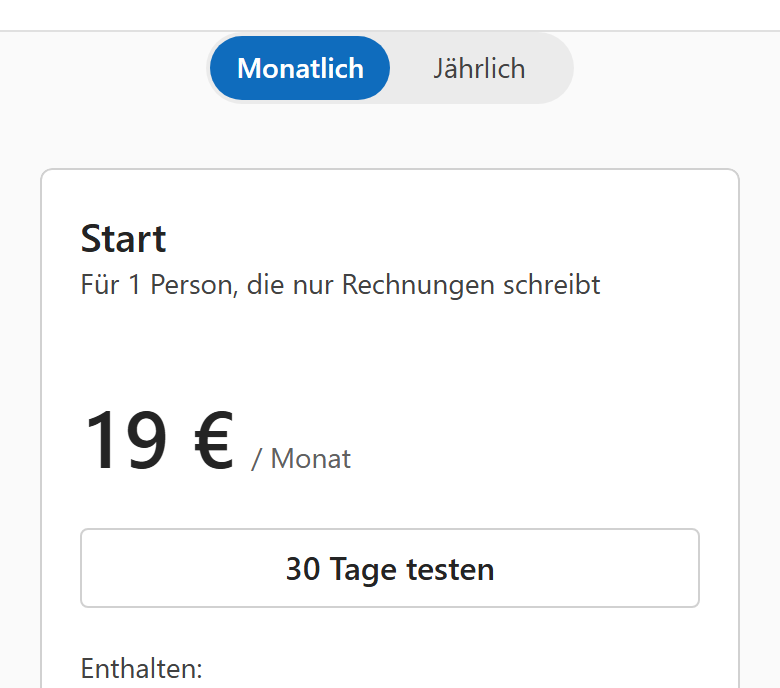 Monatlich Jährlich
Start
Für 1 Person, die nur Rechnungen schreibt
19 € / Monat
30 Tage testen
Enthalten: